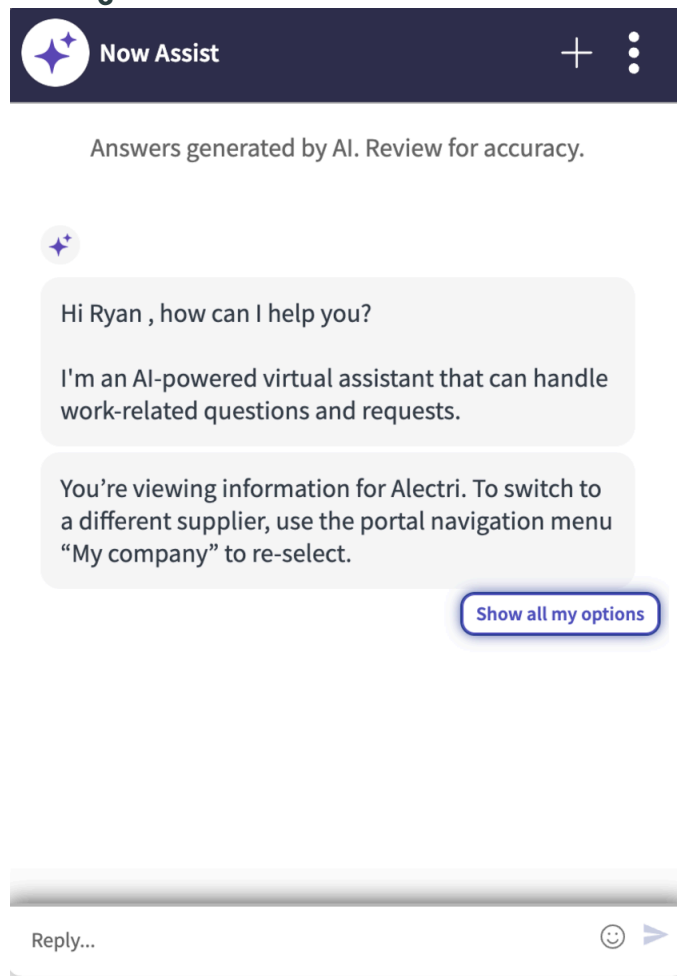 Now Assist
Answers generated by AI. Review for accuracy.
Hi Ryan , how can I help you?
I'm an AI-powered virtual assistant that can handle
work-related questions and requests.
You’re viewing information for Alectri. To switch to
a different supplier, use the portal navigation menu
“My company” to re-select.
Show all my options
Reply...